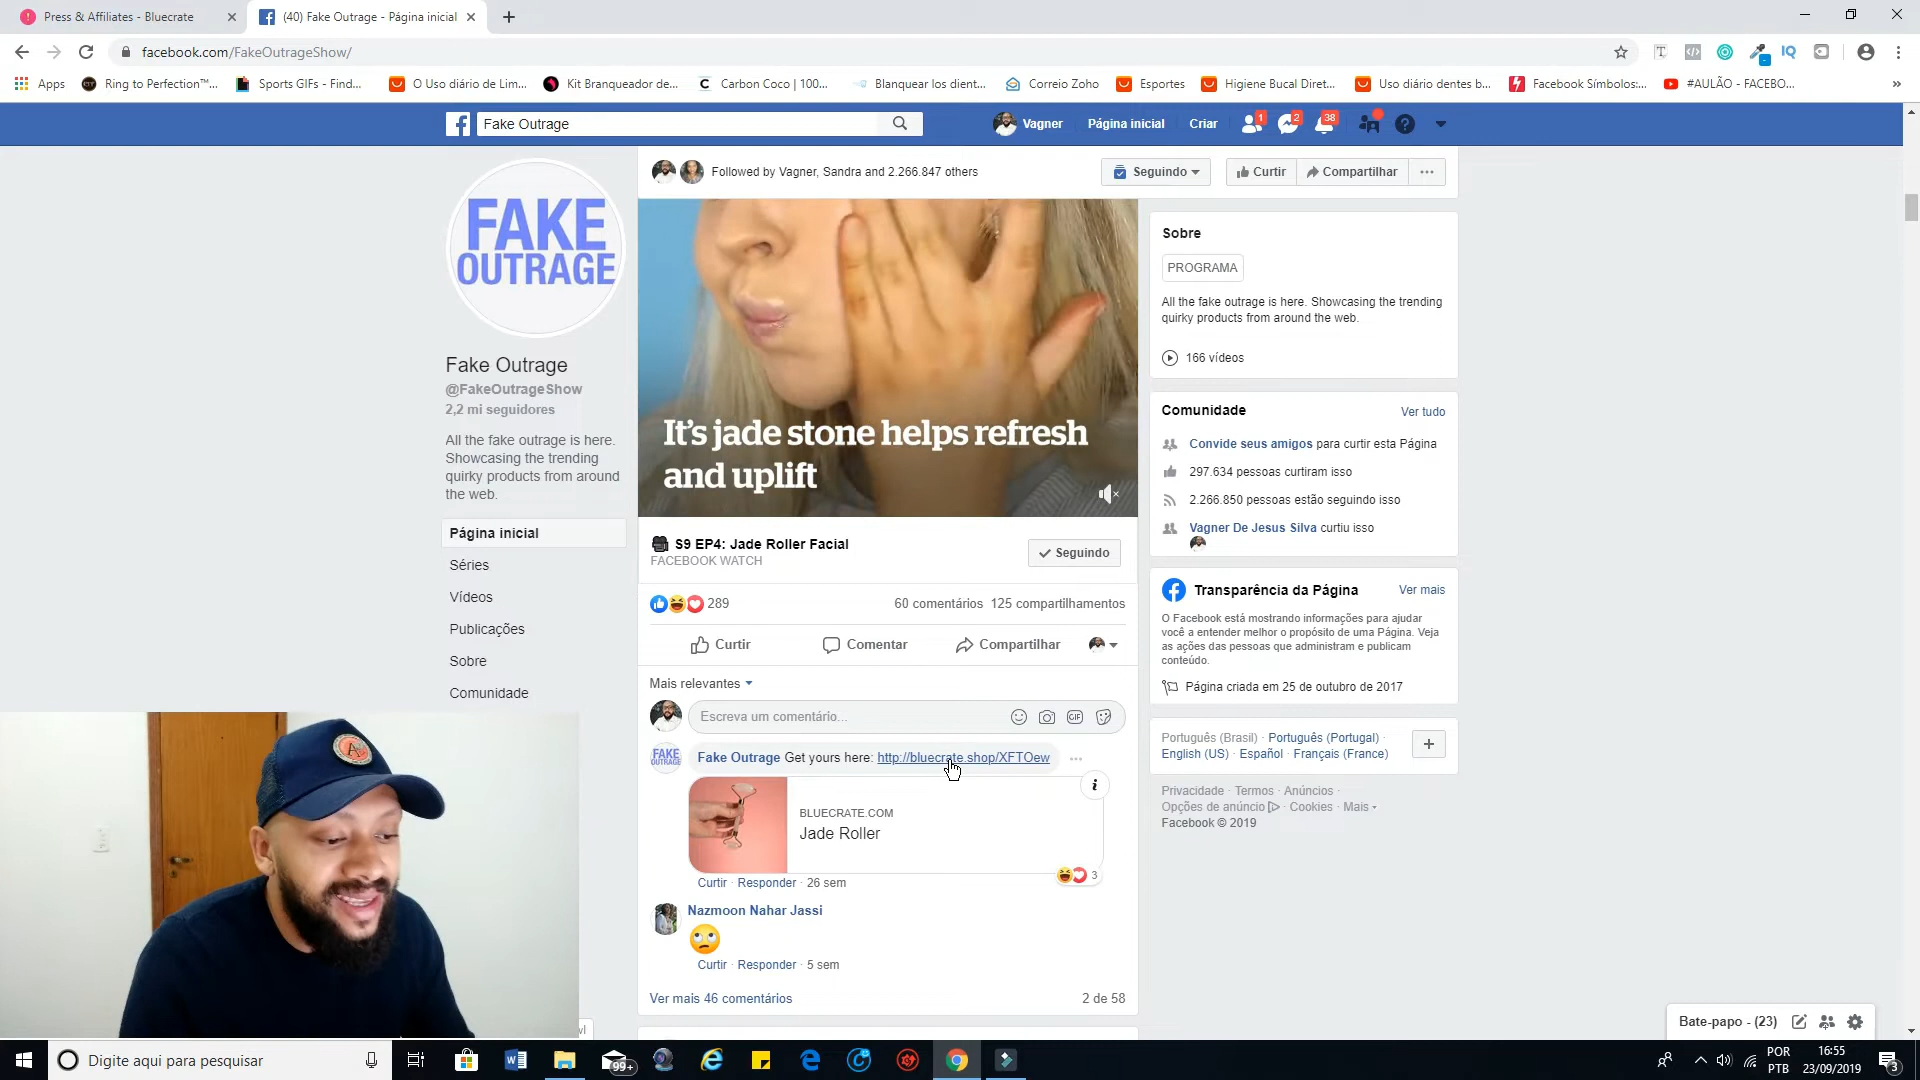 Press & Affiliates - Bluecrate
(40) Fake Outrage - Página inicial
facebook.com/FakeOutrageShow/
Apps
Ring to Perfection™...
Sports GIFs - Find...
O Uso diário de Lim...
Kit Branqueador de...
Carbon Coco | 100...
Blanquear los dient...
Correio Zoho
Esportes
Higiene Bucal Diret...
Uso diário dentes b...
Facebook Símbolos:...
#AULÃO - FACEBO...
»
Fake Outrage
Vagner
Página inicial
Criar
1
2
38
Followed by Vagner, Sandra and 2.266.847 others
Seguindo
Curtir
Compartilhar
FAKE
OUTRAGE
Fake Outrage
@FakeOutrageShow
2,2 mi seguidores
All the fake outrage is here.
Showcasing the trending
quirky products from around
the web.
Página inicial
Séries
Vídeos
Publicações
Sobre
Comunidade
It's jade stone helps refresh
and uplift
S9 EP4: Jade Roller Facial
FACEBOOK WATCH
Seguindo
289
60 comentários 125 compartilhamentos
Curtir
Comentar
Compartilhar
Mais relevantes
Escreva um comentário...
GIF
FAKE
OUTRAGE
Fake Outrage Get yours here: http://bluecrate.shop/XFTOew
BLUECRATE.COM
Jade Roller
3
Curtir · Responder · 26 sem
Nazmoon Nahar Jassi
Curtir · Responder · 5 sem
Ver mais 46 comentários
2 de 58
Sobre
PROGRAMA
All the fake outrage is here. Showcasing the trending
quirky products from around the web.
166 vídeos
Comunidade
Ver tudo
Convide seus amigos para curtir esta Página
297.634 pessoas curtiram isso
2.266.850 pessoas estão seguindo isso
Vagner De Jesus Silva curtiu isso
Transparência da Página
Ver mais
O Facebook está mostrando informações para ajudar
você a entender melhor o propósito de uma Página. Veja
as ações das pessoas que administram e publicam
conteúdo.
Página criada em 25 de outubro de 2017
Português (Brasil) · Português (Portugal) ·
English (US) · Español · Français (France)
Privacidade · Termos · Anúncios ·
Opções de anúncio · Cookies · Mais
Facebook © 2019
Bate-papo - (23)
Digite aqui para pesquisar
99+
POR
PTB
16:55
23/09/2019
3